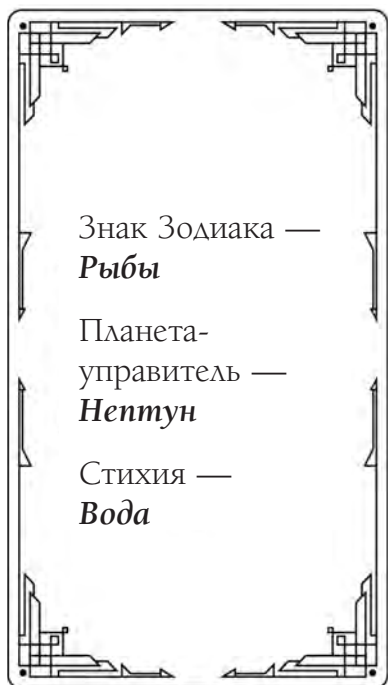 Знак Зодиака —
Рыбы
Планета-
управитель —
Нептун
Стихия —
Вода